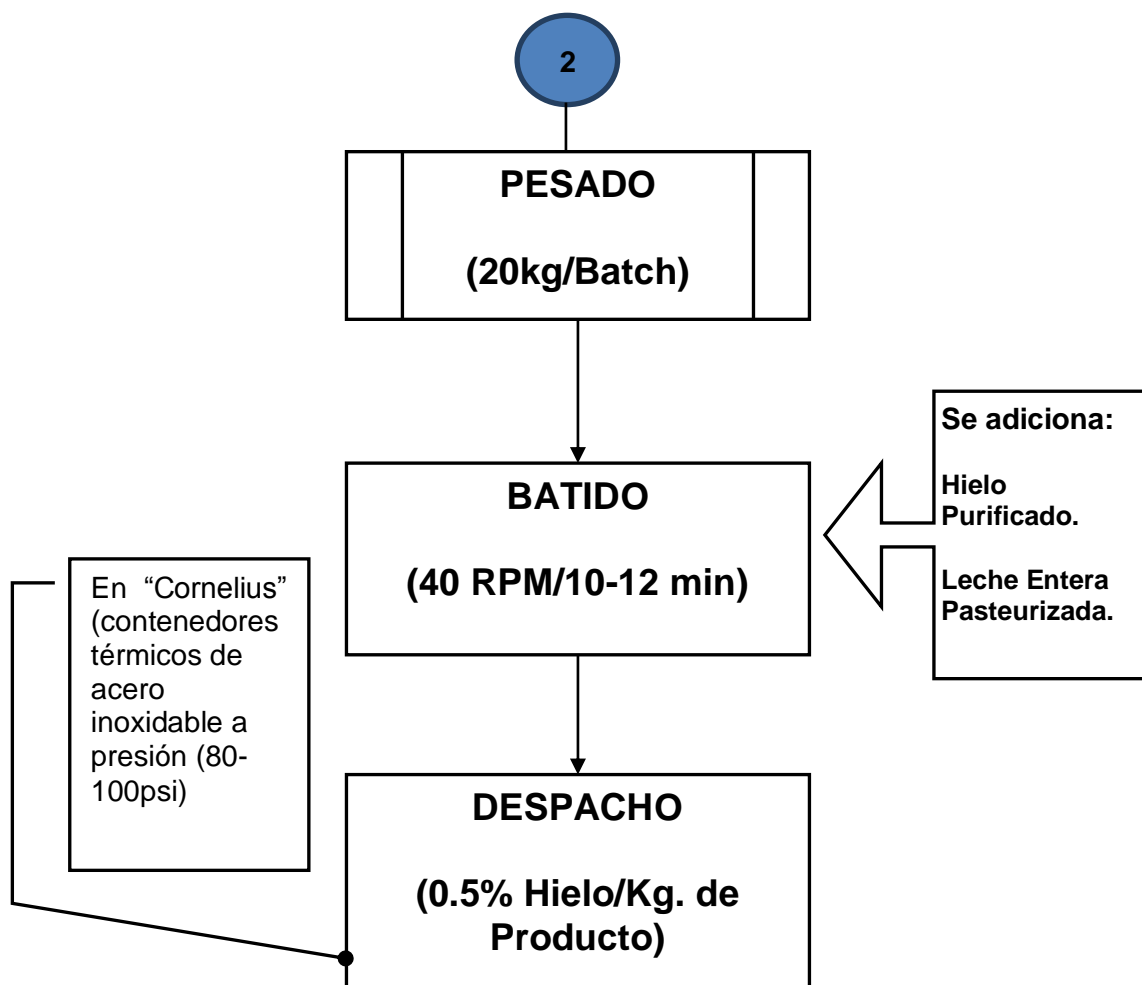 2
PESADO
(20kg/Batch)
Se adiciona:
Hielo
Purificado.
Leche Entera
Pasteurizada.
BATIDO
(40 RPM/10-12 min)
En “Cornelius”
(contenedores
térmicos de
acero
inoxidable a
presión (80-
100psi)
DESPACHO
(0.5% Hielo/Kg. de
Producto)